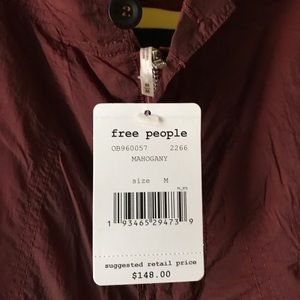 free people
OB960057 2266
MAHOGANY
size M
1 93465 29473 9
suggested retail price
$148.00